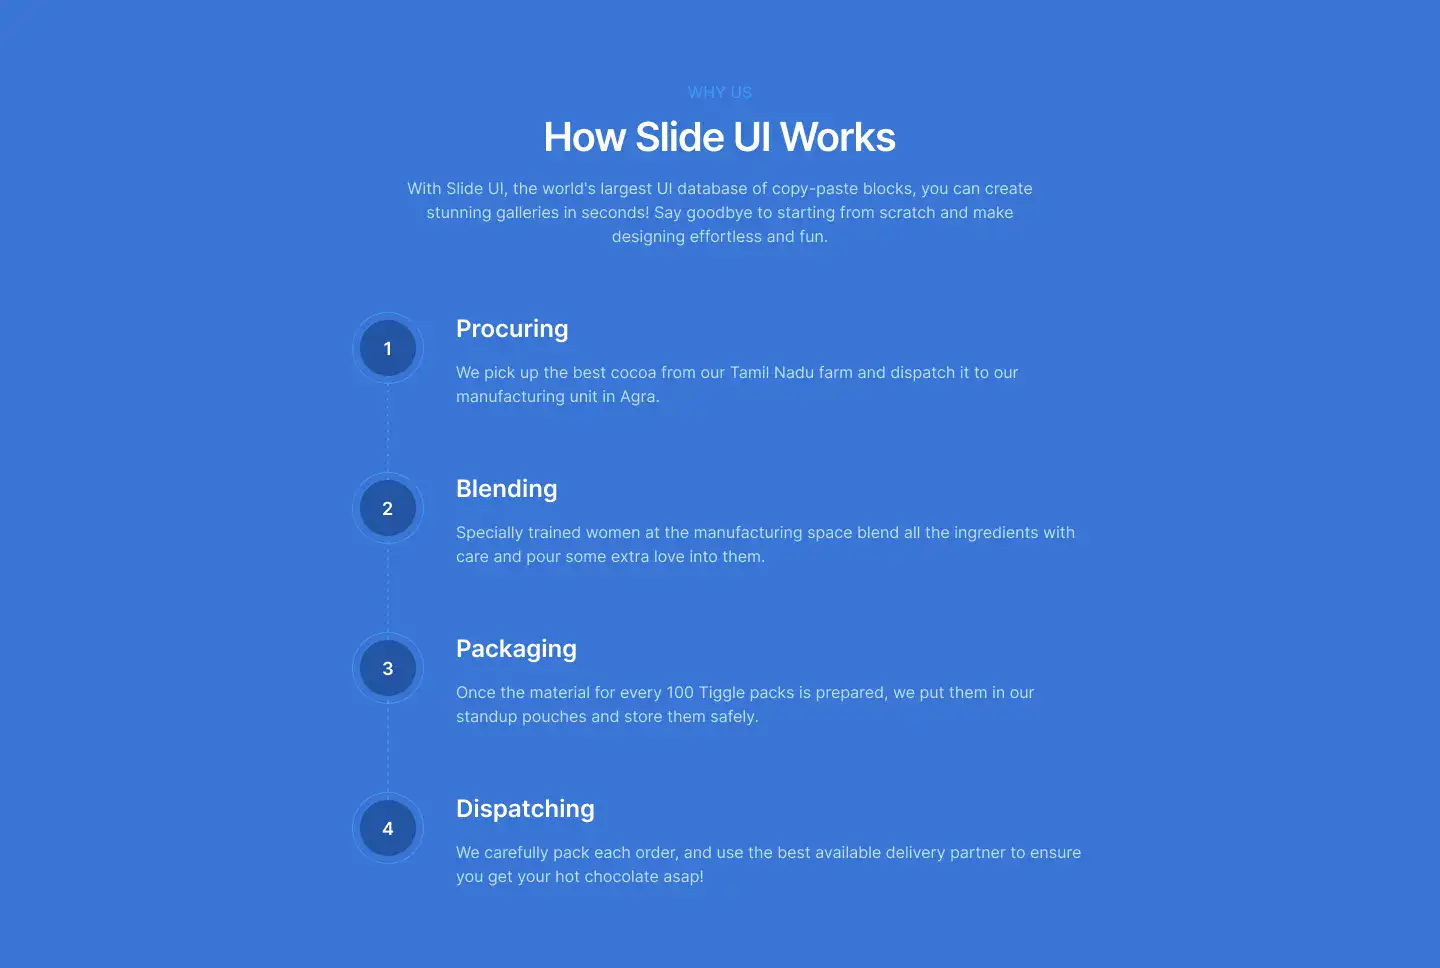 WHY US
How Slide UI Works
With Slide UI, the world's largest UI database of copy-paste blocks, you can create
stunning galleries in seconds! Say goodbye to starting from scratch and make
designing effortless and fun.
1
Procuring
We pick up the best cocoa from our Tamil Nadu farm and dispatch it to our
manufacturing unit in Agra.
2
Blending
Specially trained women at the manufacturing space blend all the ingredients with
care and pour some extra love into them.
3
Packaging
Once the material for every 100 Tiggle packs is prepared, we put them in our
standup pouches and store them safely.
4
Dispatching
We carefully pack each order, and use the best available delivery partner to ensure
you get your hot chocolate asap!